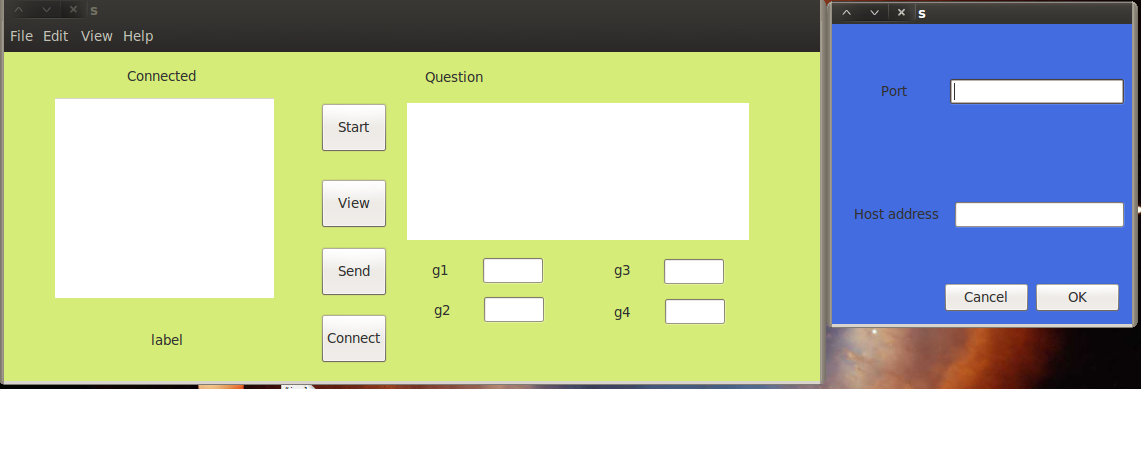 s
File Edit View Help
Connected
Question
Start
View
Send
Connect
g1
g3
g2
g4
label
s
Port
Host address
Cancel OK